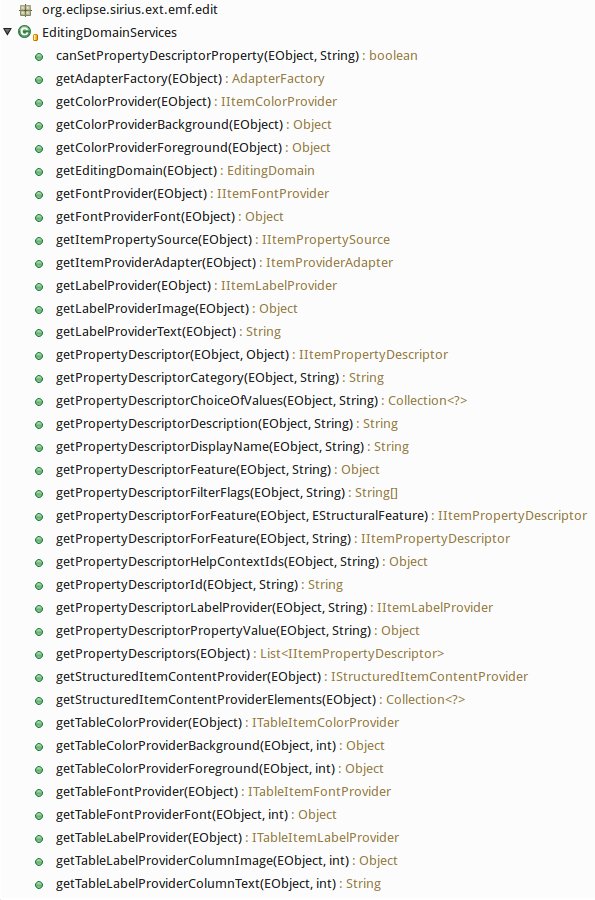 org.eclipse.sirius.ext.emf.edit
EditingDomainServices
canSetPropertyDescriptorProperty(EObject, String) : boolean
getAdapterFactory(EObject) : AdapterFactory
getColorProvider(EObject) : IItemColorProvider
getColorProviderBackground(EObject) : Object
getColorProviderForeground(EObject) : Object
getEditingDomain(EObject) : EditingDomain
getFontProvider(EObject) : IItemFontProvider
getFontProviderFont(EObject) : Object
getItemPropertySource(EObject) : IItemPropertySource
getItemProviderAdapter(EObject) : ItemProviderAdapter
getLabelProvider(EObject) : IItemLabelProvider
getLabelProviderImage(EObject) : Object
getLabelProviderText(EObject) : String
getPropertyDescriptor(EObject, Object) : IItemPropertyDescriptor
getPropertyDescriptorCategory(EObject, String) : String
getPropertyDescriptorChoiceOfValues(EObject, String) : Collection<?>
getPropertyDescriptorDescription(EObject, String) : String
getPropertyDescriptorDisplayName(EObject, String) : String
getPropertyDescriptorFeature(EObject, String) : Object
getPropertyDescriptorFilterFlags(EObject, String) : String[]
getPropertyDescriptorForFeature(EObject, EStructuralFeature) : IItemPropertyDescriptor
getPropertyDescriptorForFeature(EObject, String) : IItemPropertyDescriptor
getPropertyDescriptorHelpContextIds(EObject, String) : Object
getPropertyDescriptorId(EObject, String) : String
getPropertyDescriptorLabelProvider(EObject, String) : IItemLabelProvider
getPropertyDescriptorPropertyValue(EObject, String) : Object
getPropertyDescriptors(EObject) : List<IItemPropertyDescriptor>
getStructuredItemContentProvider(EObject) : IStructuredItemContentProvider
getStructuredItemContentProviderElements(EObject) : Collection<?>
getTableColorProvider(EObject) : ITableItemColorProvider
getTableColorProviderBackground(EObject, int) : Object
getTableColorProviderForeground(EObject, int) : Object
getTableFontProvider(EObject) : ITableItemFontProvider
getTableFontProviderFont(EObject, int) : Object
getTableLabelProvider(EObject) : ITableItemLabelProvider
getTableLabelProviderColumnImage(EObject, int) : Object
getTableLabelProviderColumnText(EObject, int) : String